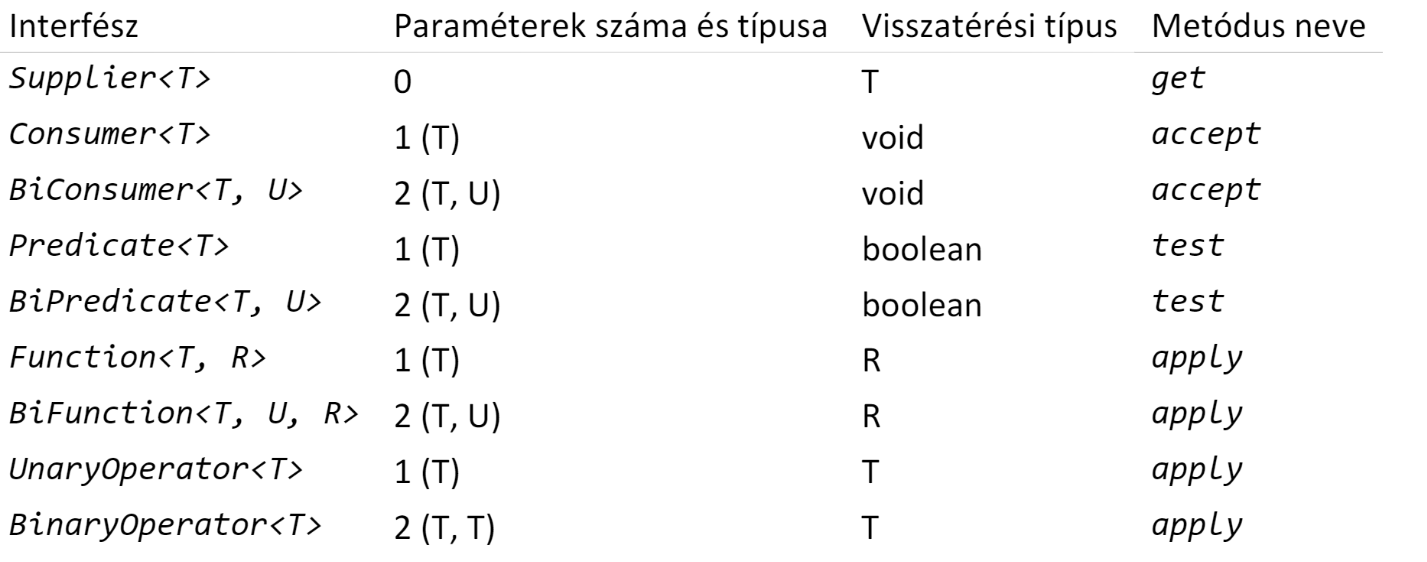 Interfész Paraméterek száma és típusa Visszatérési típus Metódus neve
Supplier<T> 0 T get
Consumer<T> 1 (T) void accept
BiConsumer<T, U> 2 (T, U) void accept
Predicate<T> 1 (T) boolean test
BiPredicate<T, U> 2 (T, U) boolean test
Function<T, R> 1 (T) R apply
BiFunction<T, U, R> 2 (T, U) R apply
UnaryOperator<T> 1 (T) T apply
BinaryOperator<T> 2 (T, T) T apply